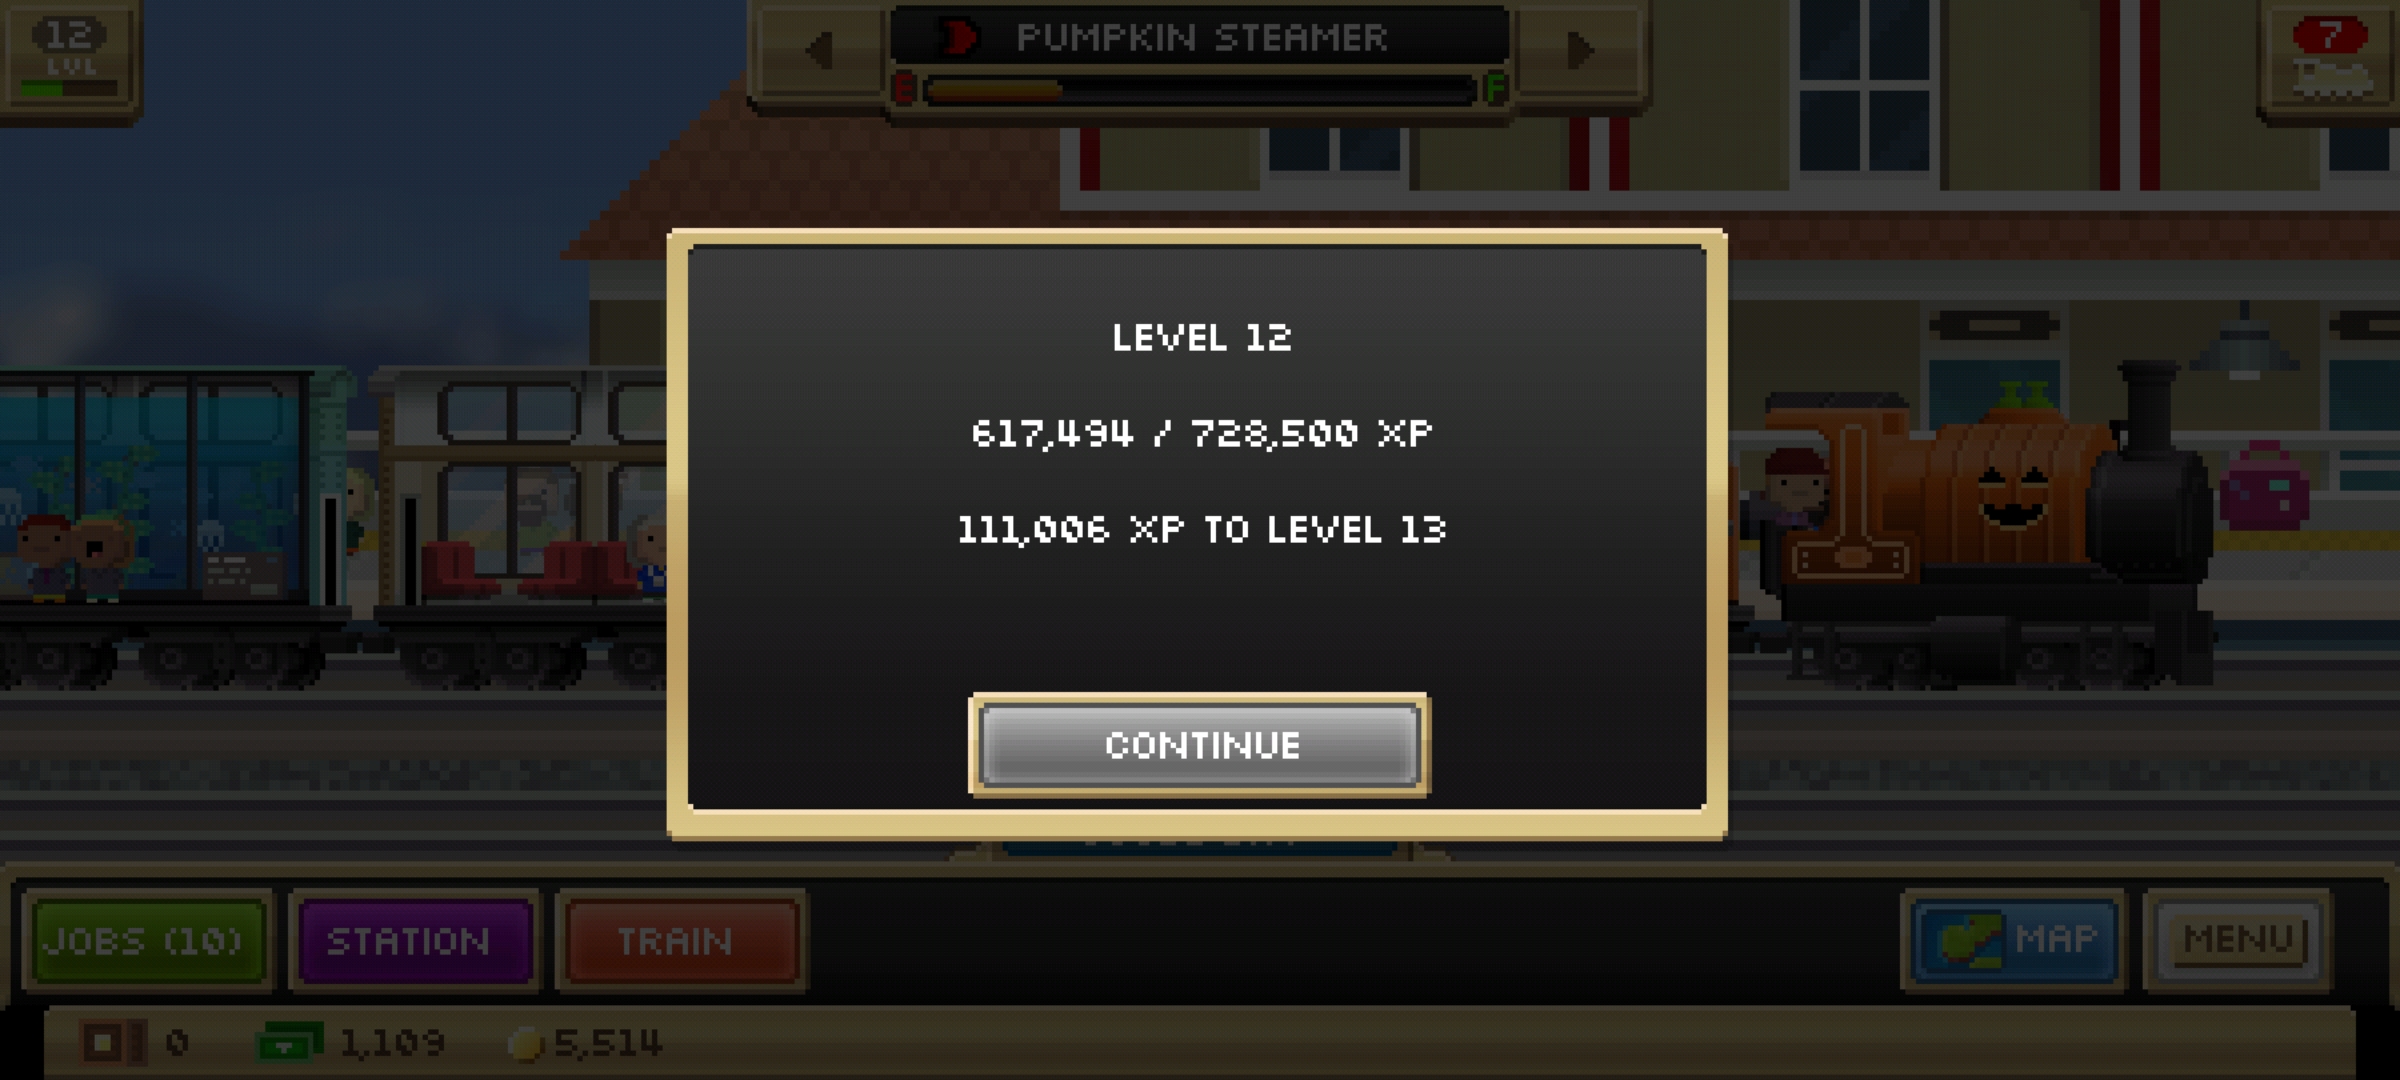 12
LVL
PUMPKIN STEAMER
E
F
7
LEVEL 12
617,494 / 728,500 XP
111,006 XP TO LEVEL 13
CONTINUE
JOBS (10)
STATION
TRAIN
MAP
MENU
0
1,109
5,514